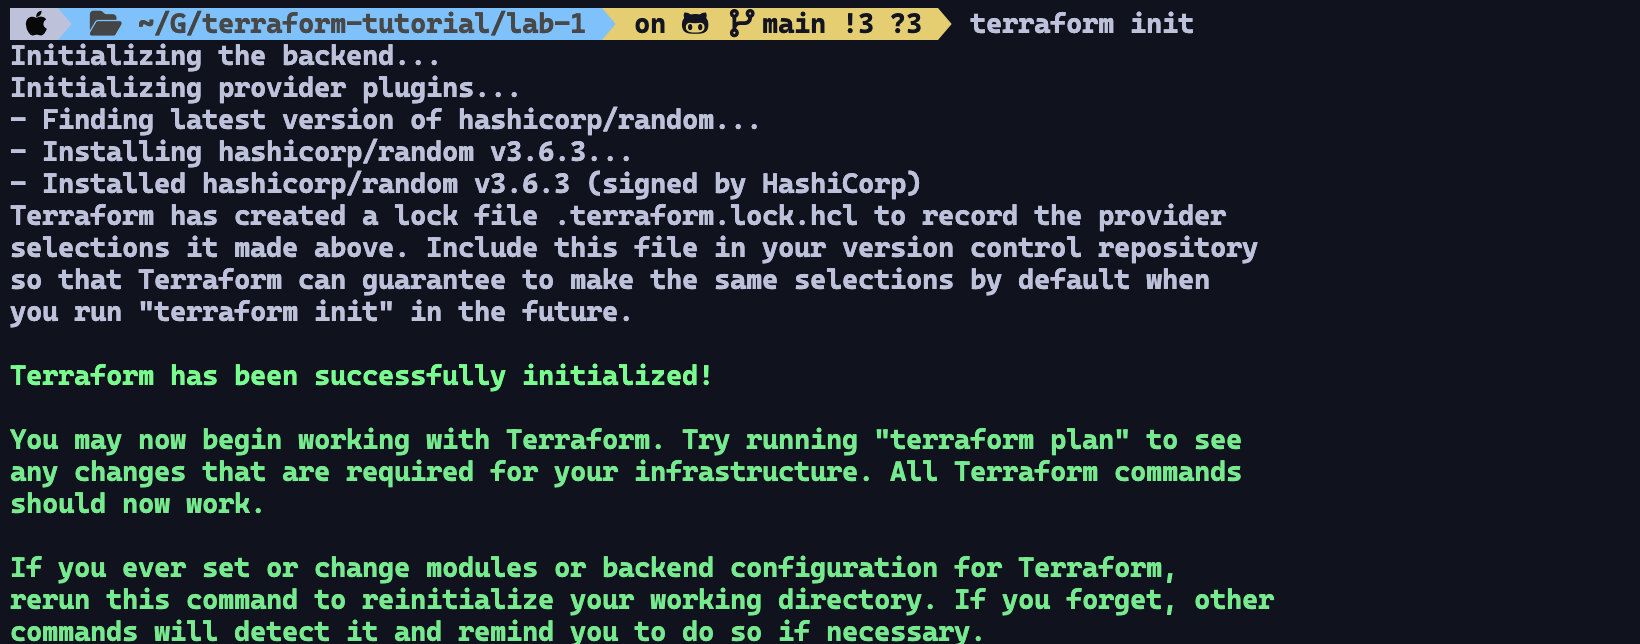 ~/G/terraform-tutorial/lab-1 on main !3 ?3 terraform init
Initializing the backend...
Initializing provider plugins...
- Finding latest version of hashicorp/random...
- Installing hashicorp/random v3.6.3...
- Installed hashicorp/random v3.6.3 (signed by HashiCorp)
Terraform has created a lock file .terraform.lock.hcl to record the provider
selections it made above. Include this file in your version control repository
so that Terraform can guarantee to make the same selections by default when
you run "terraform init" in the future.
Terraform has been successfully initialized!
You may now begin working with Terraform. Try running "terraform plan" to see
any changes that are required for your infrastructure. All Terraform commands
should now work.
If you ever set or change modules or backend configuration for Terraform,
rerun this command to reinitialize your working directory. If you forget, other
commands will detect it and remind you to do so if necessary.